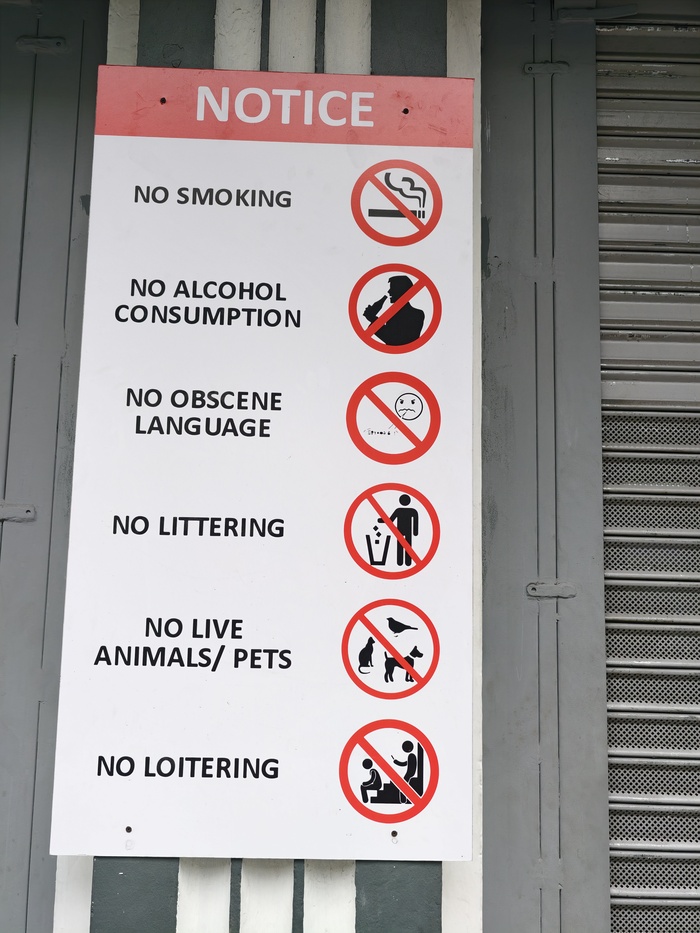 NOTICE
NO SMOKING
NO ALCOHOL
CONSUMPTION
NO OBSCENE
LANGUAGE
NO LITTERING
NO LIVE
ANIMALS/ PETS
NO LOITERING